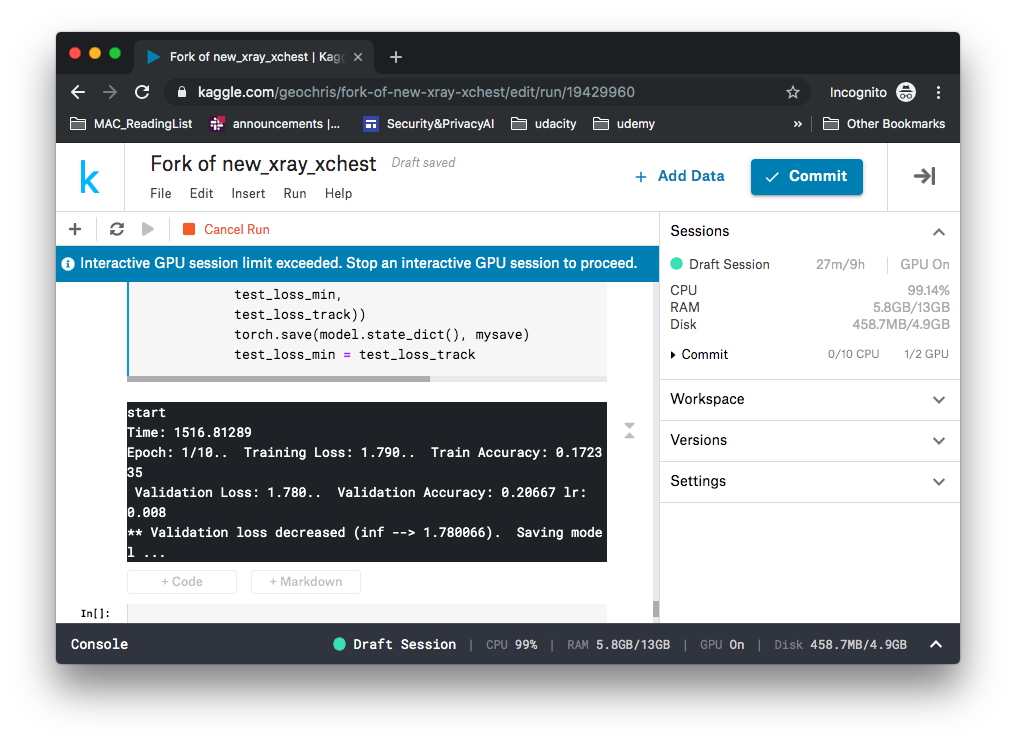 Fork of new_xray_xchest | Kag
kaggle.com/geochris/fork-of-new-xray-xchest/edit/run/19429960
Incognito
MAC_ReadingList
announcements |...
Security&PrivacyAI
udacity
udemy
»
Other Bookmarks
k
Fork of new_xray_xchest
Draft saved
File Edit Insert Run Help
+ Add Data
Commit
Cancel Run
Interactive GPU session limit exceeded. Stop an interactive GPU session to proceed.
test_loss_min,
test_loss_track))
torch.save(model.state_dict(), mysave)
test_loss_min = test_loss_track
start
Time: 1516.81289
Epoch: 1/10..  Training Loss: 1.790..  Train Accuracy: 0.1723
35
Validation Loss: 1.780..  Validation Accuracy: 0.20667 lr:
0.008
** Validation loss decreased (inf --> 1.780066).  Saving mode
l ...
+ Code
+ Markdown
In[]:
Sessions
Draft Session 27m/9h GPU On
CPU 99.14%
RAM 5.8GB/13GB
Disk 458.7MB/4.9GB
Commit 0/10 CPU 1/2 GPU
Workspace
Versions
Settings
Console
Draft Session | CPU 99% | RAM 5.8GB/13GB | GPU On | Disk 458.7MB/4.9GB